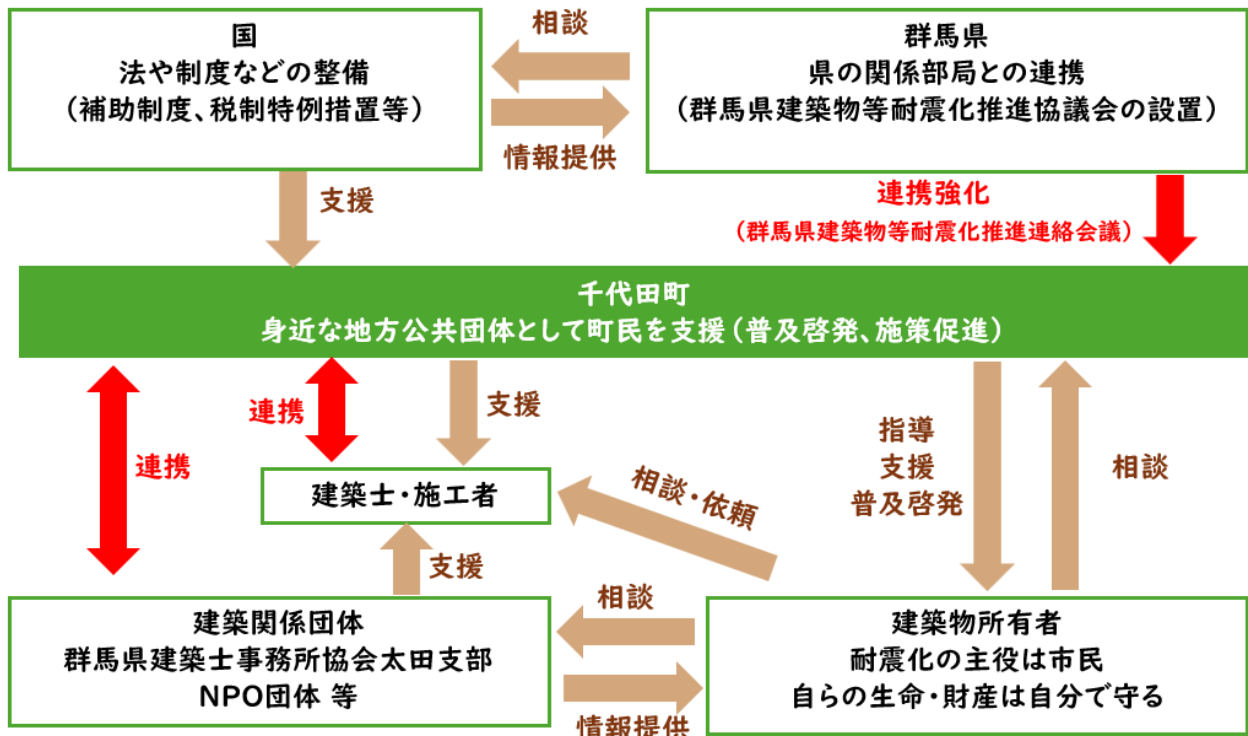 国
法や制度などの整備
（補助制度、税制特例措置等）
相談
情報提供
群馬県
県の関係部局との連携
（群馬県建築物等耐震化推進協議会の設置）
支援
連携強化
（群馬県建築物等耐震化推進連絡会議）
千代田町
身近な地方公共団体として町民を支援（普及啓発、施策促進）
連携
連携
支援
指導
支援
普及啓発
相談
建築士・施工者
相談・依頼
支援
建築関係団体
群馬県建築士事務所協会太田支部
NPO団体 等
相談
情報提供
建築物所有者
耐震化の主役は市民
自らの生命・財産は自分で守る